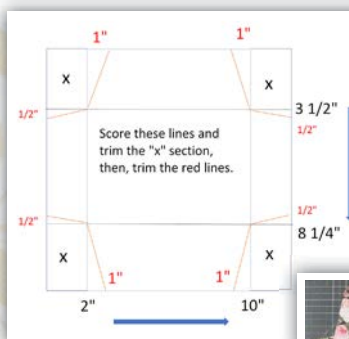 1" 1"
x x
1/2" 3 1/2"
1/2"
Score these lines and
trim the "x" section,
then, trim the red lines.
1/2" 1/2"
8 1/4"
x x
1" 1"
2" 10"